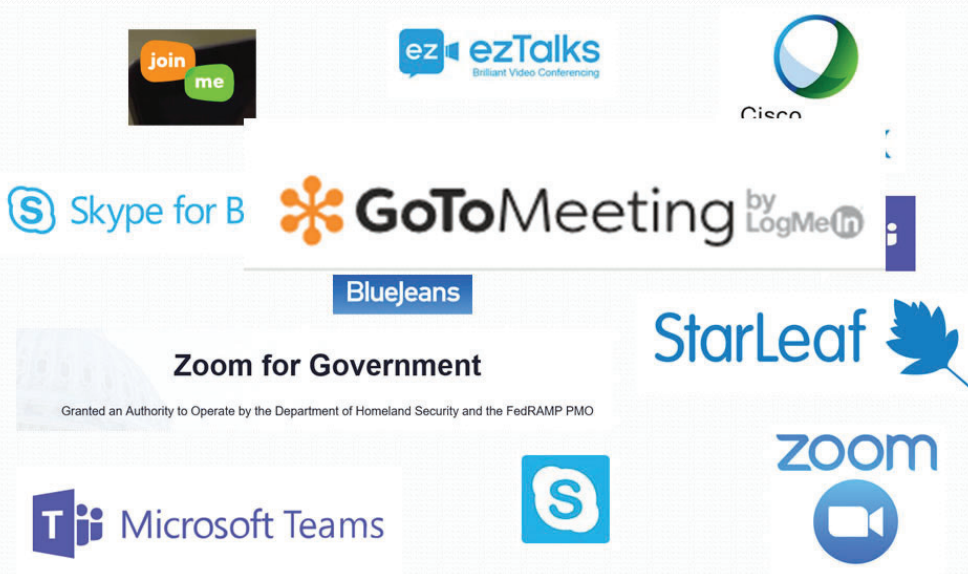 join
me
ez ezTalks
Brilliant Video Conferencing
Cisco
S Skype for B
GoToMeeting by LogMeIn
BlueJeans
StarLeaf
Zoom for Government
Granted an Authority to Operate by the Department of Homeland Security and the FedRAMP PMO
zoom
S
T Microsoft Teams